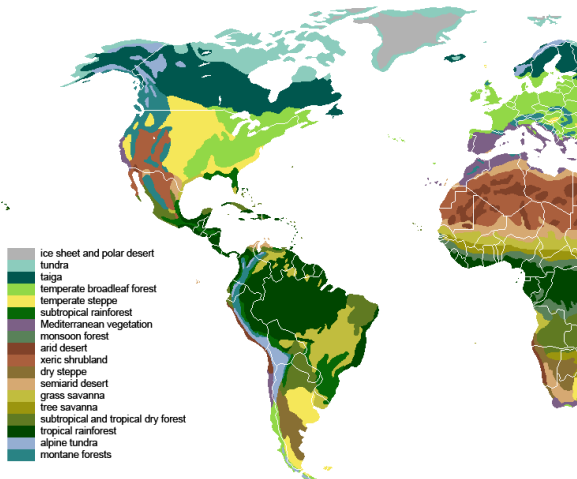 ice sheet and polar desert
tundra
taiga
temperate broadleaf forest
temperate steppe
subtropical rainforest
Mediterranean vegetation
monsoon forest
arid desert
xeric shrubland
dry steppe
semiarid desert
grass savanna
tree savanna
subtropical and tropical dry forest
tropical rainforest
alpine tundra
montane forests